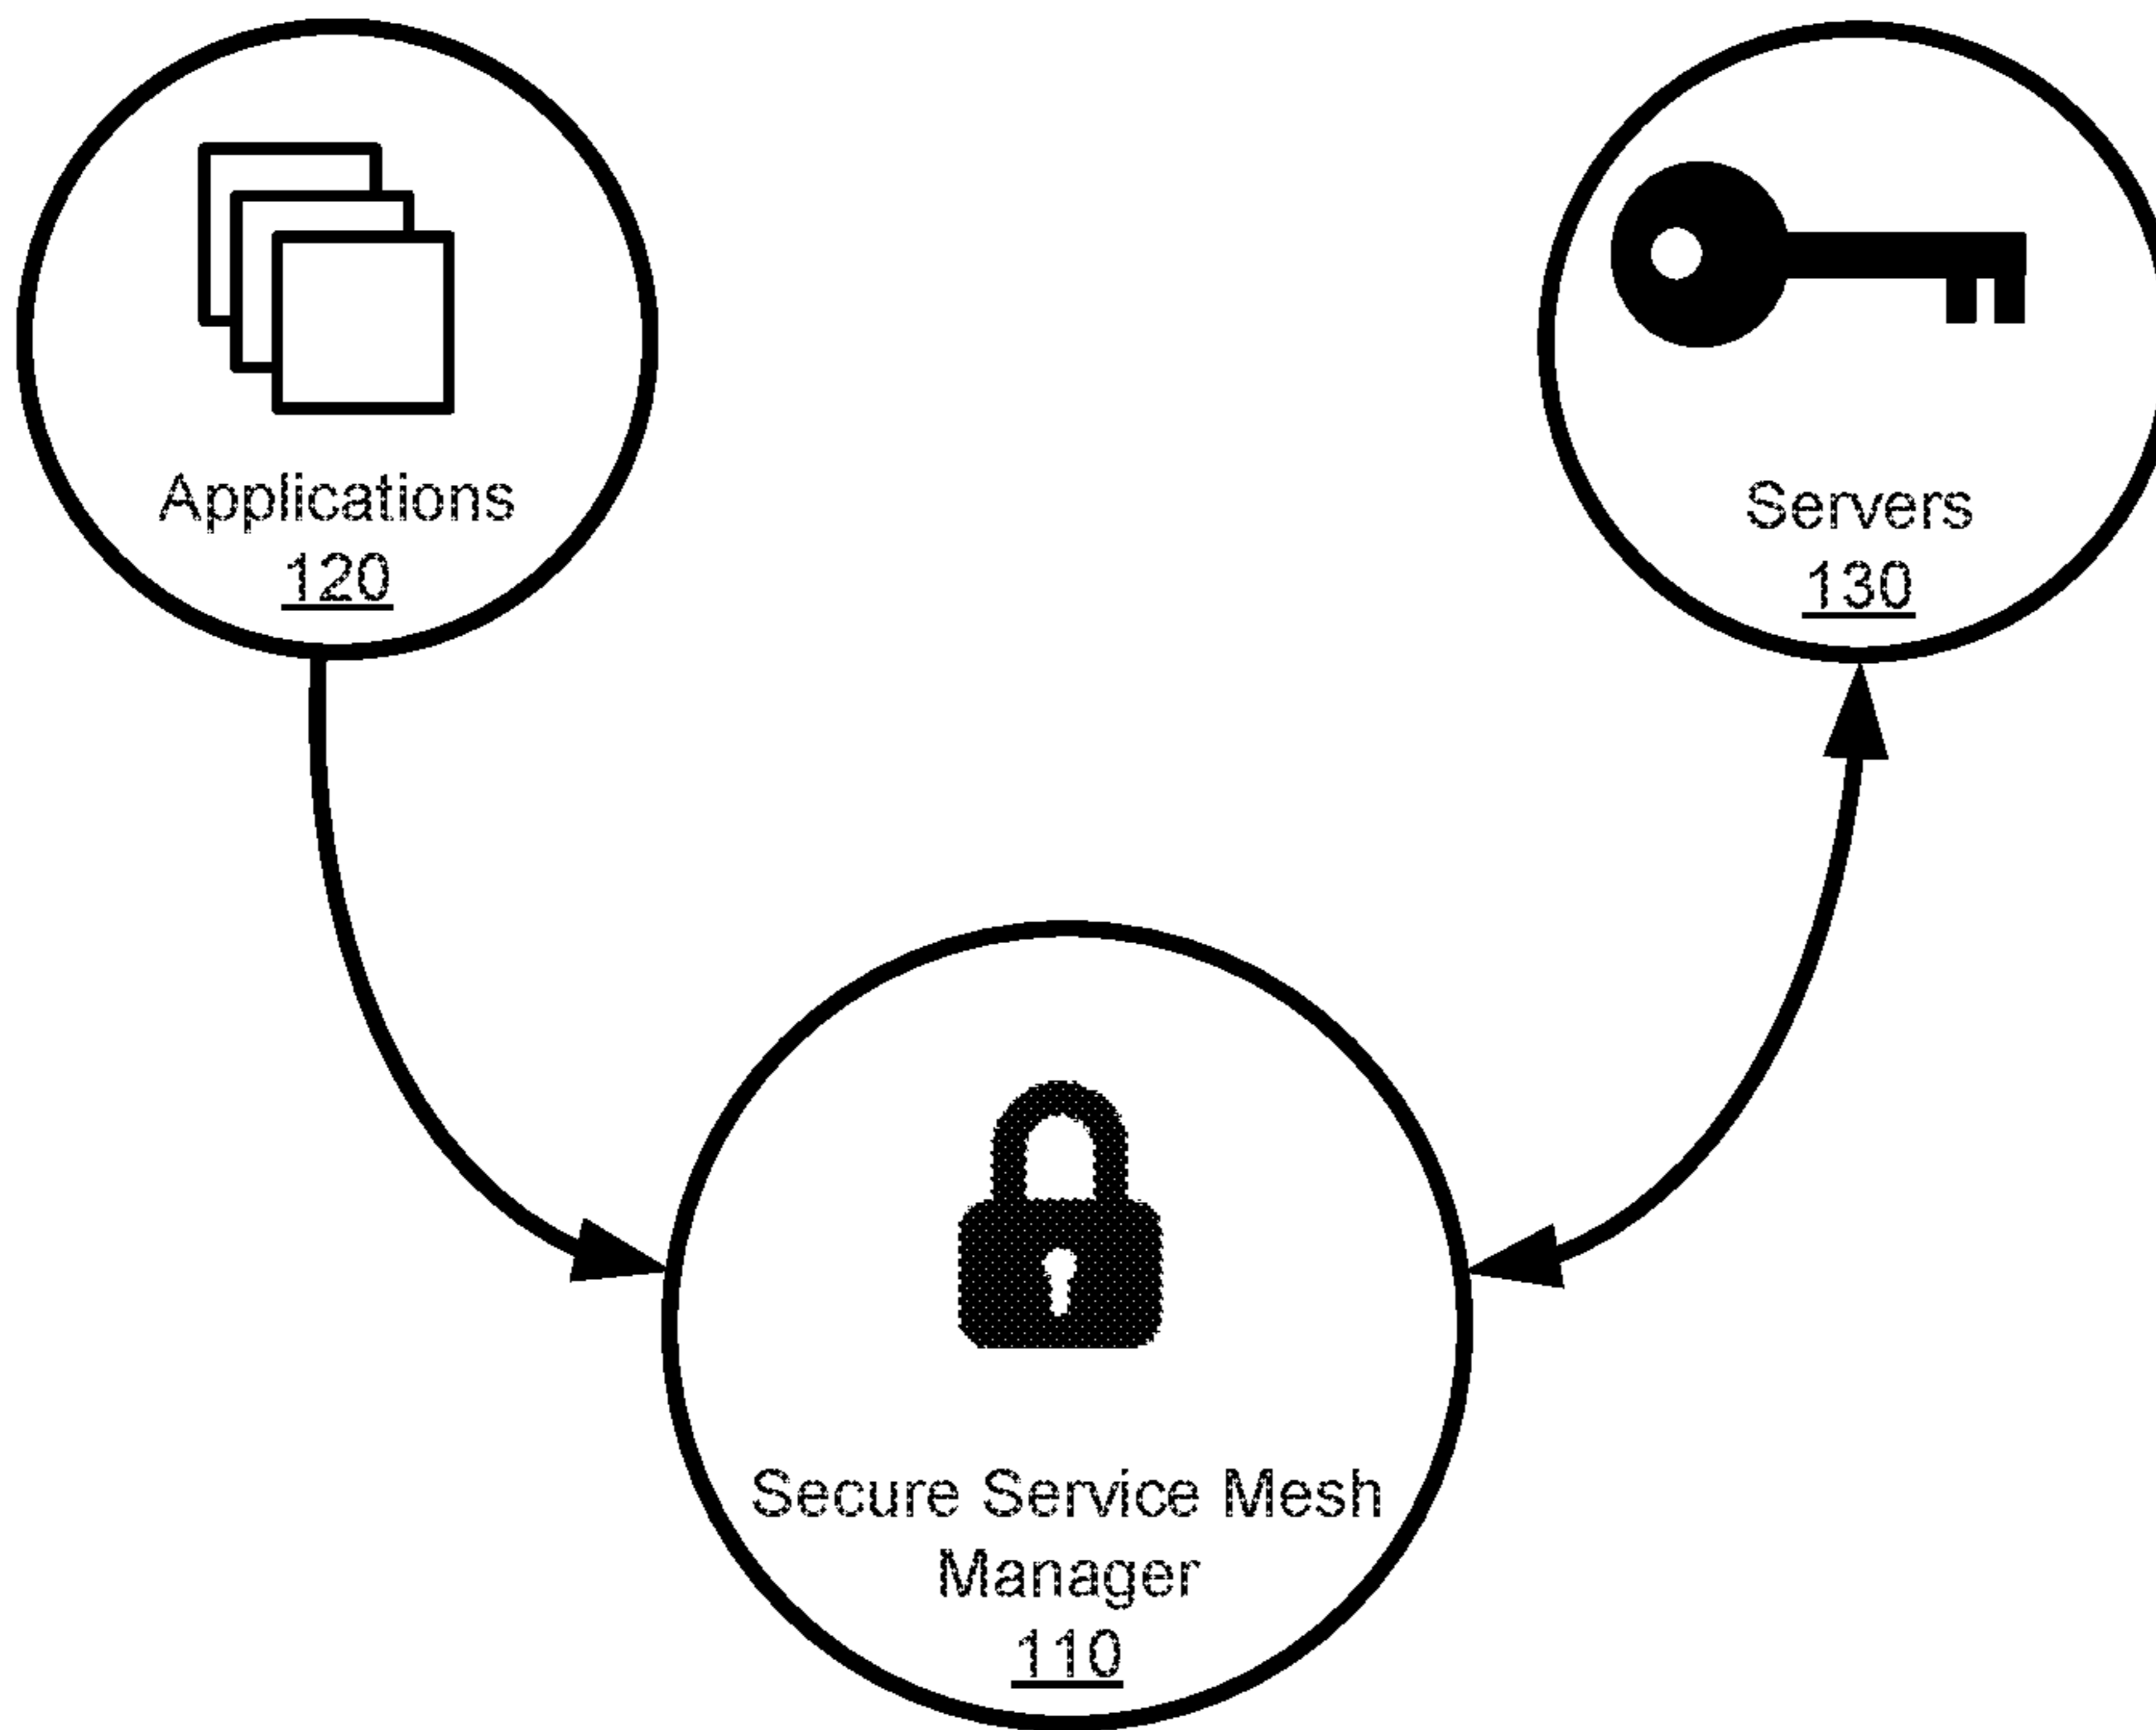 Applications
120
Servers
130
Secure Service Mesh
Manager
110